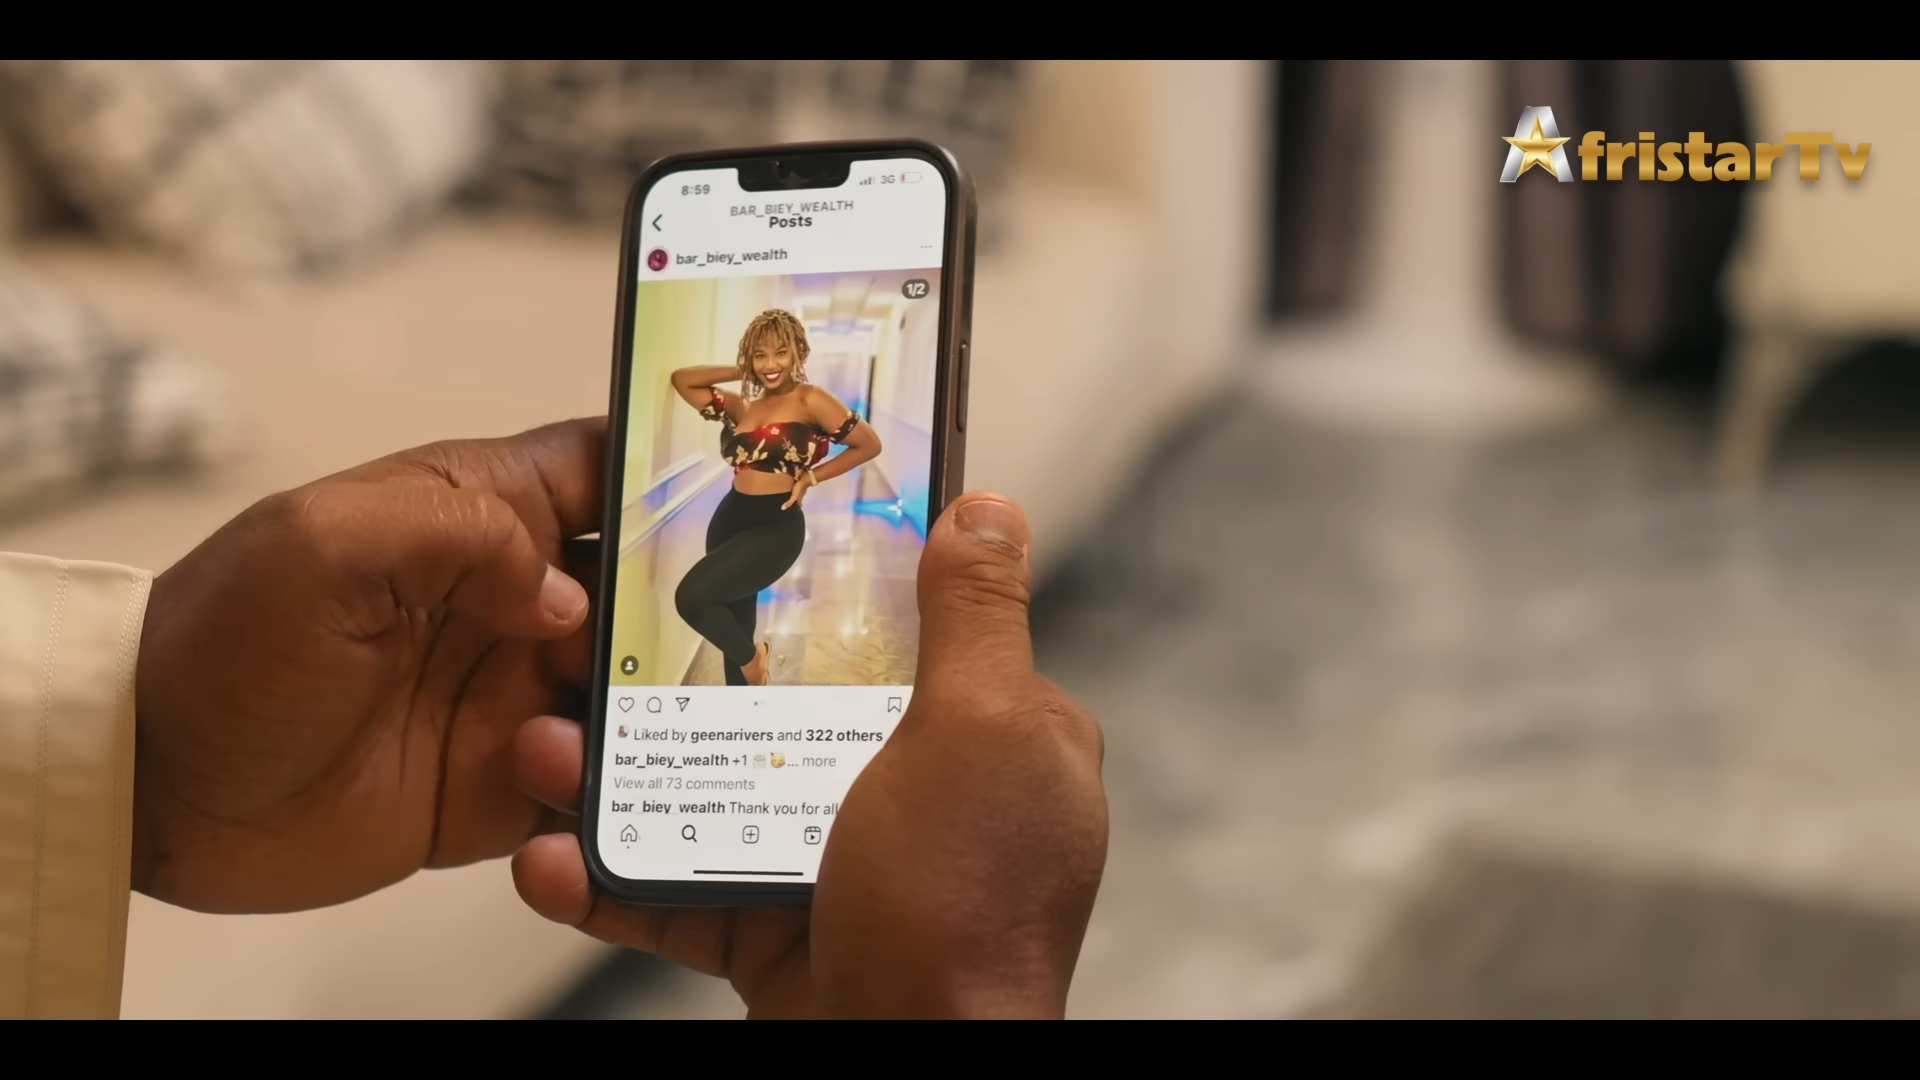 AfristarTv
8:59
3G
BAR_BIEY_WEALTH
Posts
bar_biey_wealth
1/2
Liked by geenarivers and 322 others
bar_biey_wealth +1 ... more
View all 73 comments
bar_biey_wealth Thank you for all